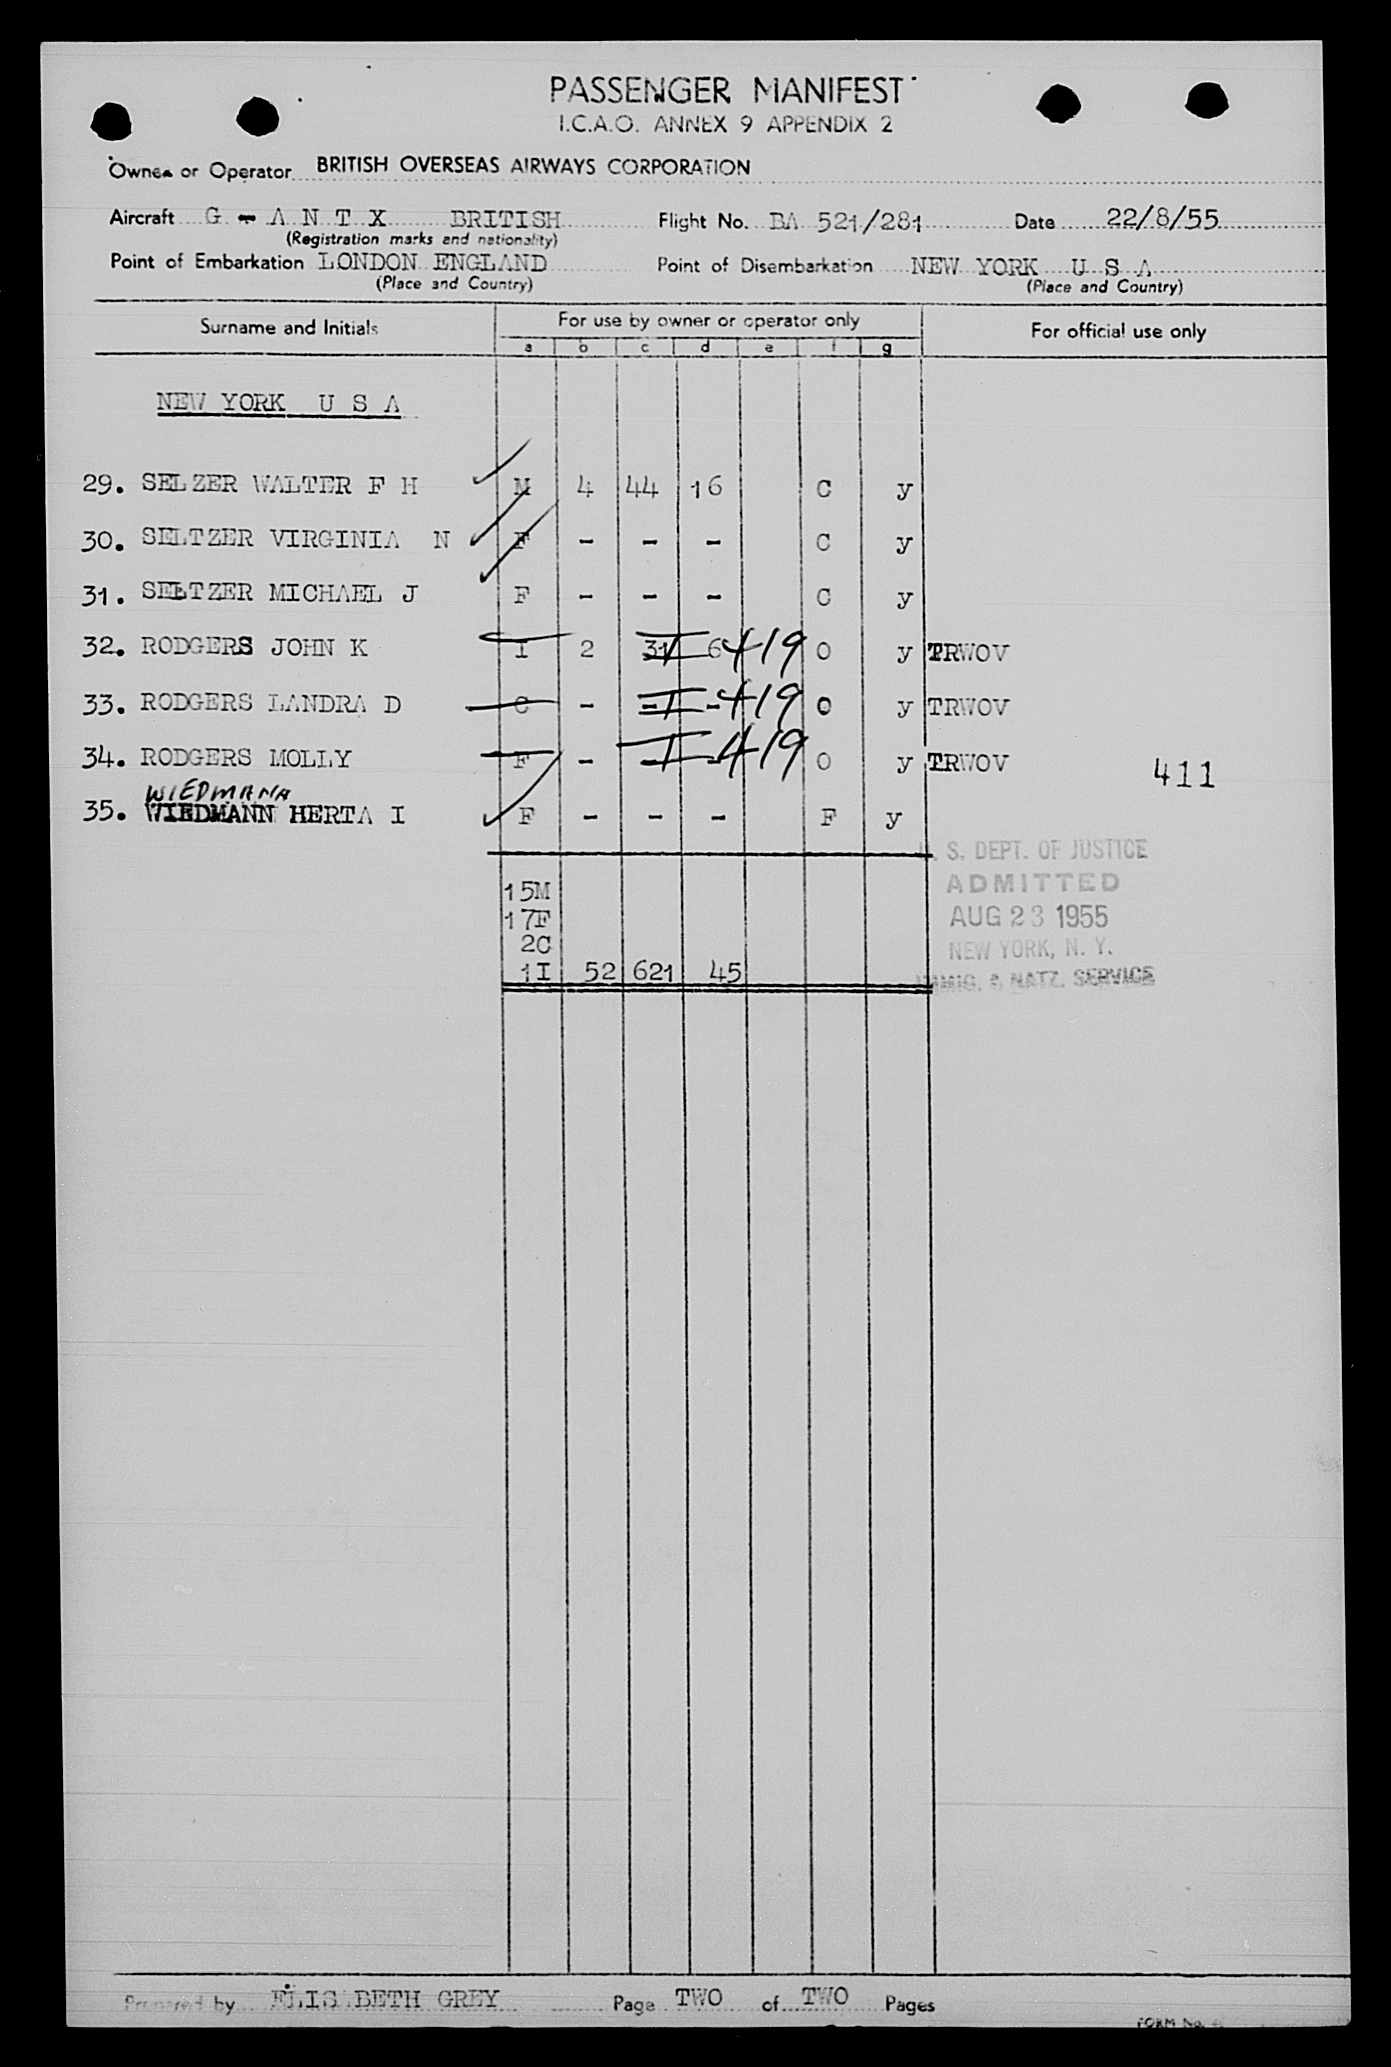 PASSENGER MANIFEST
I.C.A.O. ANNEX 9 APPENDIX 2
Owner or Operator BRITISH OVERSEAS AIRWAYS CORPORATION
Aircraft G - A N T X BRITISH Flight No. BA 521/281 Date 22/8/55
(Registration marks and nationality)
Point of Embarkation LONDON ENGLAND Point of Disembarkation NEW YORK U S A
(Place and Country) (Place and Country)
Surname and Initials For use by owner or operator only For official use only
a b c d e f g
NEW YORK U S A
29. SELZER WALTER F H M 4 44 16 C y
30. SELTZER VIRGINIA N F - - - C y
31. SELTZER MICHAEL J F - - - C y
32. RODGERS JOHN K I 2 31 6 I 419 O y TRWOV
33. RODGERS LANDRA D C - - - I 419 O y TRWOV
34. RODGERS MOLLY F - - - I 419 O y TRWOV
411
WIEDMANN
35. WIEDMANN HERTA I F - - - F y
U. S. DEPT. OF JUSTICE
ADMITTED
AUG 23 1955
NEW YORK, N. Y.
IMMIG. & NATZ. SERVICE
15M
17F
2C
1I 52 621 45
Prepared by ELIS BETH GREY Page TWO of TWO Pages
FORM No.